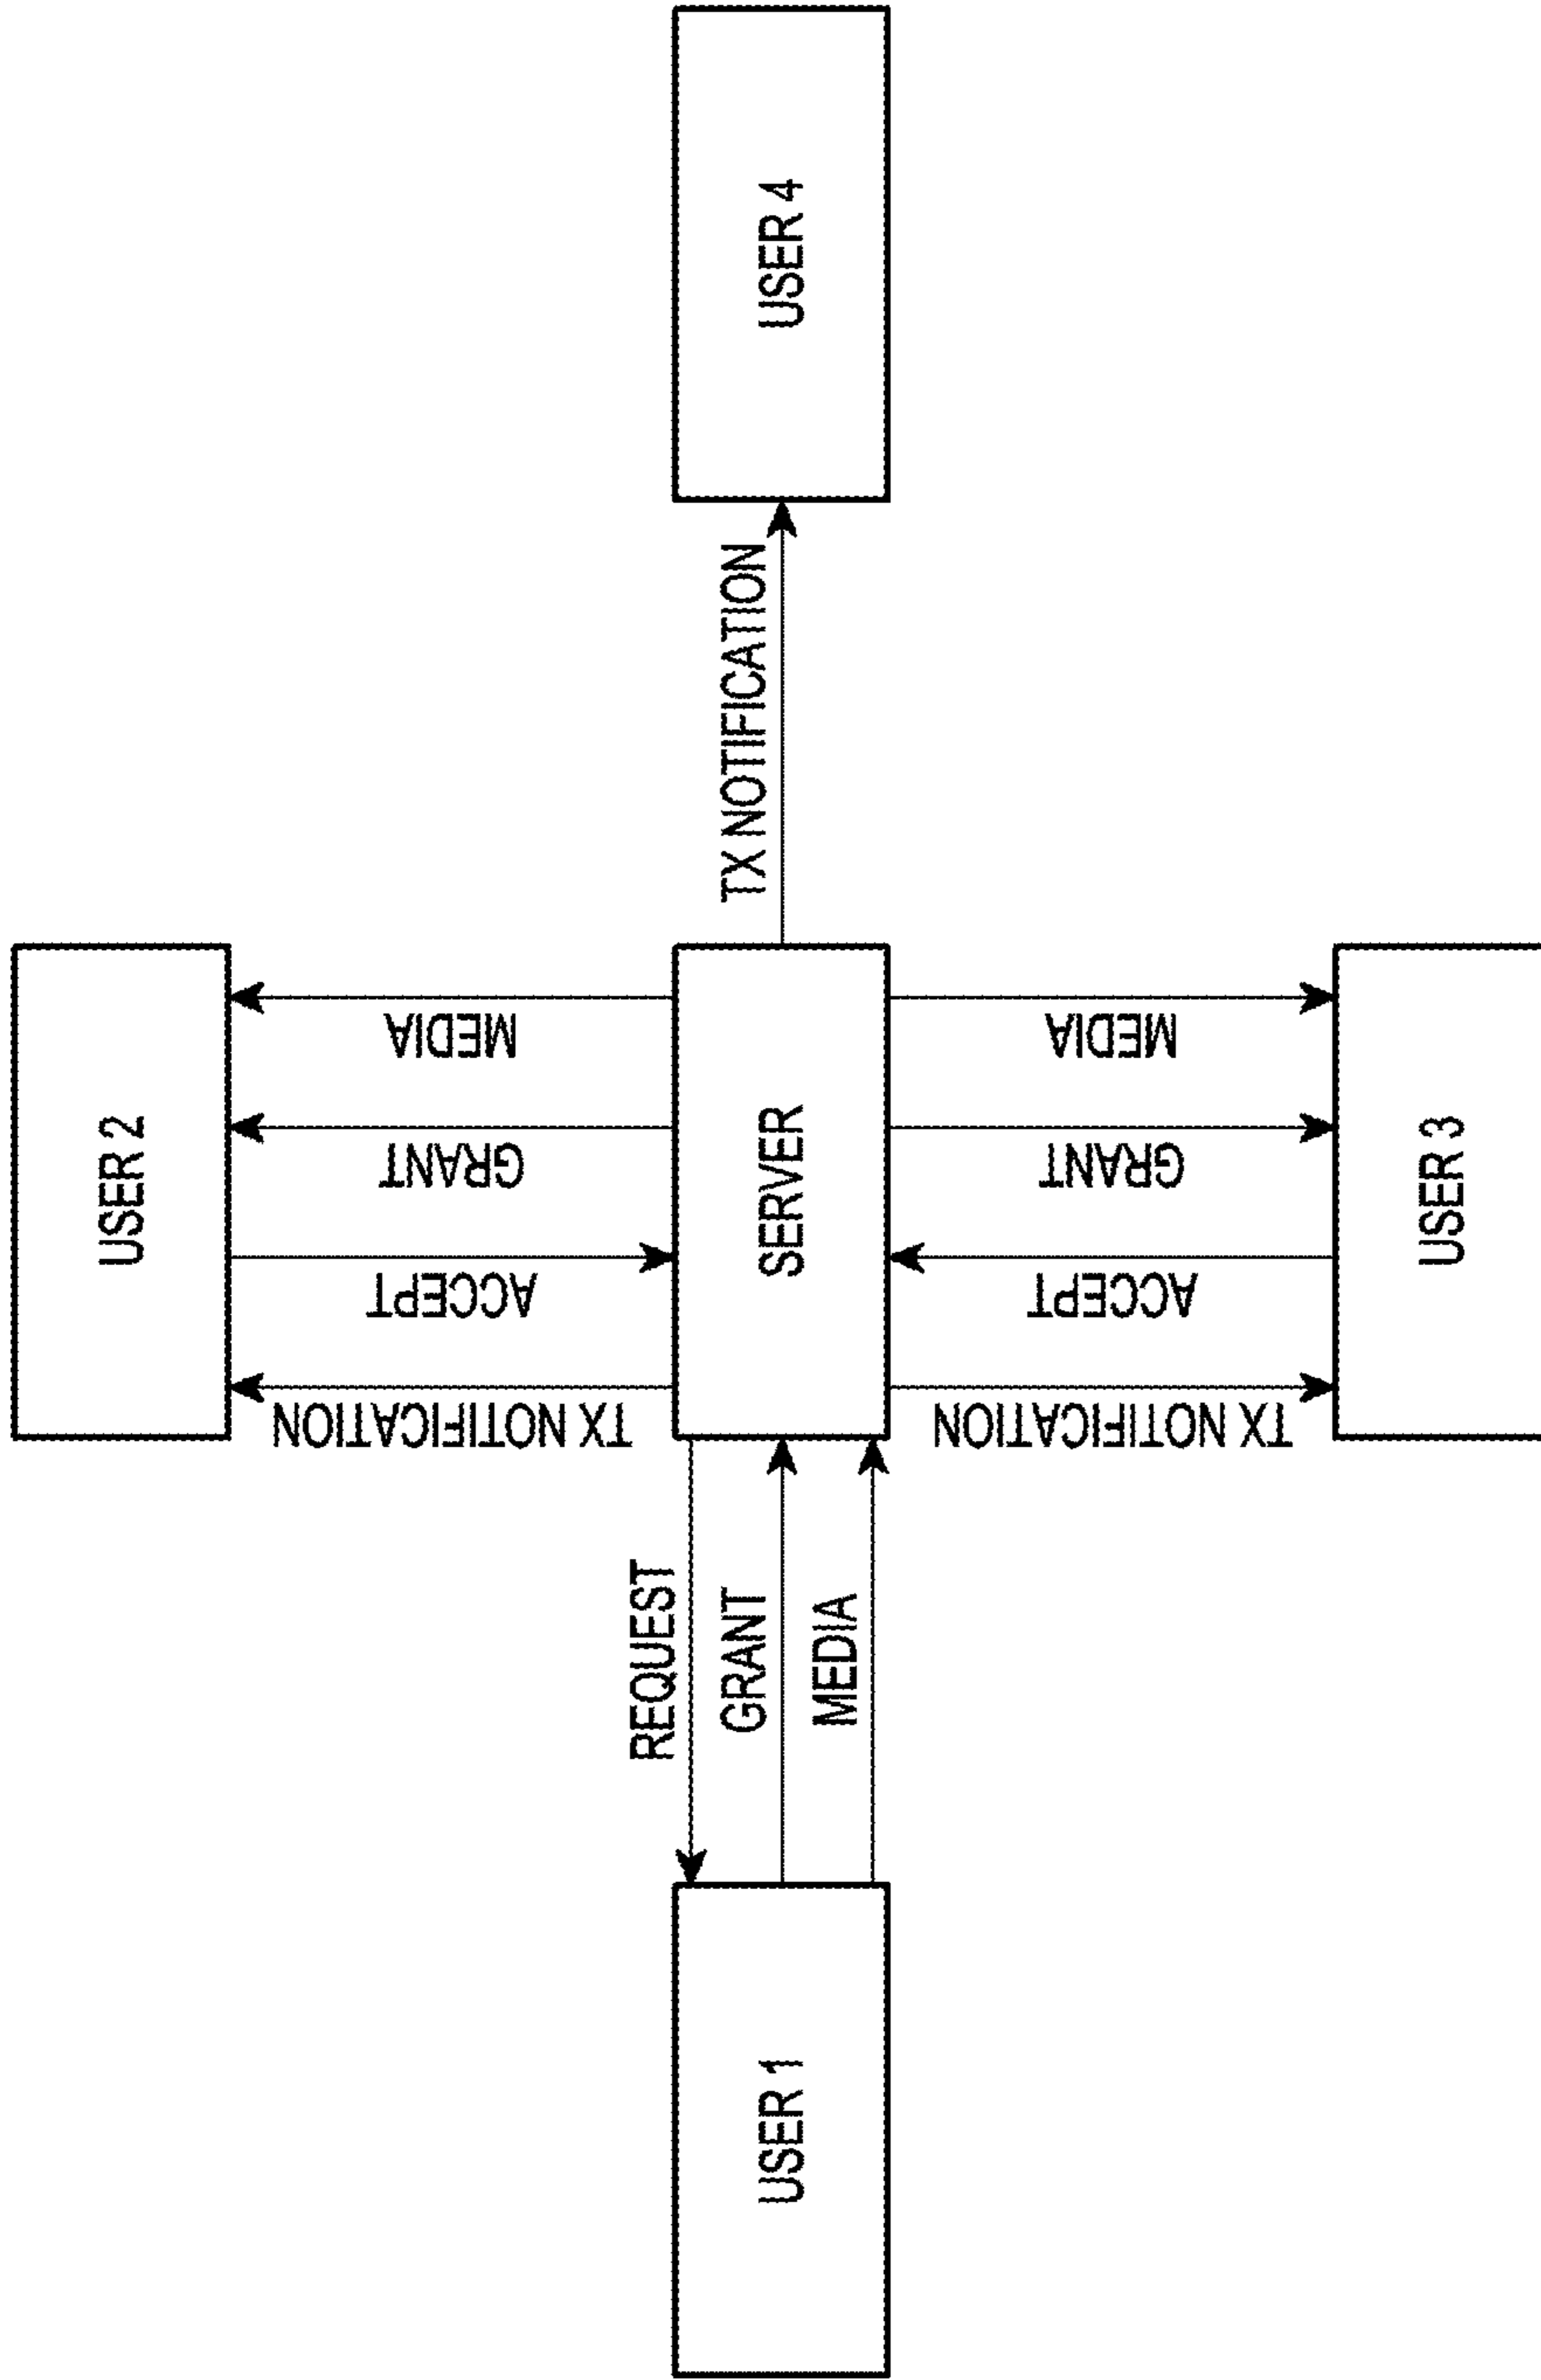 USER 2
TX NOTIFICATION
ACCEPT
GRANT
MEDIA
REQUEST
GRANT
MEDIA
USER 1
SERVER
TX NOTIFICATION
USER 4
TX NOTIFICATION
ACCEPT
GRANT
MEDIA
USER 3